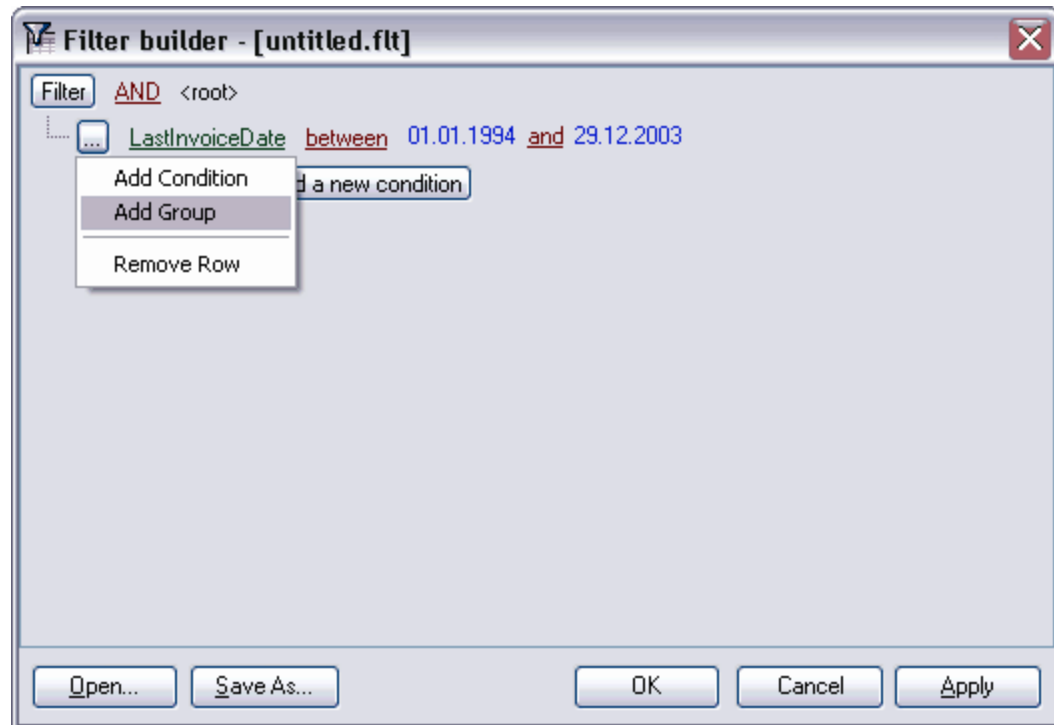 Filter builder - [untitled.flt]
Filter AND <root>
... LastInvoiceDate between 01.01.1994 and 29.12.2003
Add Condition
a new condition
Add Group
Remove Row
Open... Save As... OK Cancel Apply